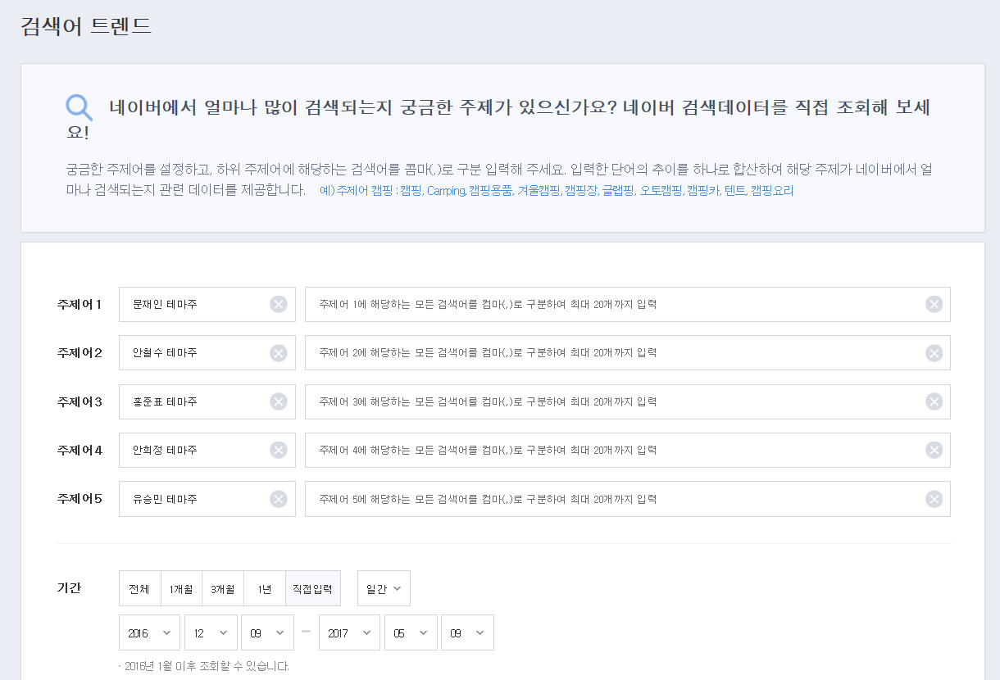 검색어 트렌드
네이버에서 얼마나 많이 검색되는지 궁금한 주제가 있으신가요? 네이버 검색데이터를 직접 조회해 보세
요!
궁금한 주제어를 설정하고, 하위 주제어에 해당하는 검색어를 콤마(,)로 구분 입력해 주세요. 입력한 단어의 추이를 하나로 합산하여 해당 주제가 네이버에서 얼
마나 검색되는지 관련 데이터를 제공합니다. 예) 주제어 캠핑 : 캠핑, Camping, 캠핑용품, 겨울캠핑, 캠핑장, 글램핑, 오토캠핑, 캠핑카, 텐트, 캠핑요리
주제어1 문재인 테마주 주제어 1에 해당하는 모든 검색어를 컴마(,)로 구분하여 최대 20개까지 입력
주제어2 안철수 테마주 주제어 2에 해당하는 모든 검색어를 컴마(,)로 구분하여 최대 20개까지 입력
주제어3 홍준표 테마주 주제어 3에 해당하는 모든 검색어를 컴마(,)로 구분하여 최대 20개까지 입력
주제어4 안희정 테마주 주제어 4에 해당하는 모든 검색어를 컴마(,)로 구분하여 최대 20개까지 입력
주제어5 유승민 테마주 주제어 5에 해당하는 모든 검색어를 컴마(,)로 구분하여 최대 20개까지 입력
기간 전체 1개월 3개월 1년 직접입력 일간
2016 12 09 – 2017 05 09
· 2016년 1월 이후 조회할 수 있습니다.